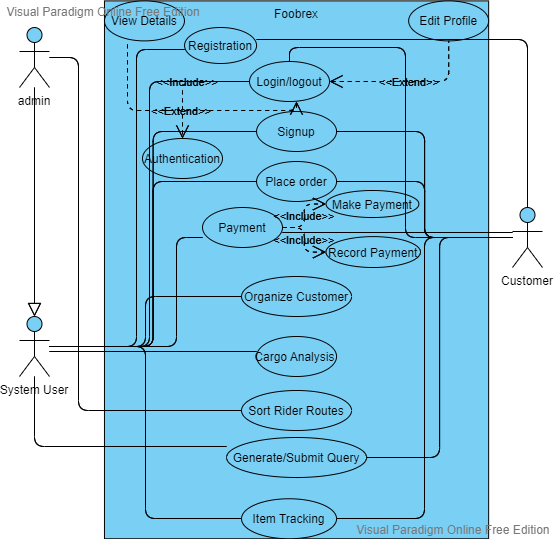 Visual Paradigm Online Free Edition
Foobrex
View Details
Edit Profile
Registration
admin
<<Include>>
Login/logout
<<Extend>>
<<Extend>>
Signup
Authentication
Place order
Make Payment
<<Include>>
Payment
<<Include>>
Record Payment
Customer
Organize Customer
Cargo Analysis
System User
Sort Rider Routes
Generate/Submit Query
Item Tracking
Visual Paradigm Online Free Edition